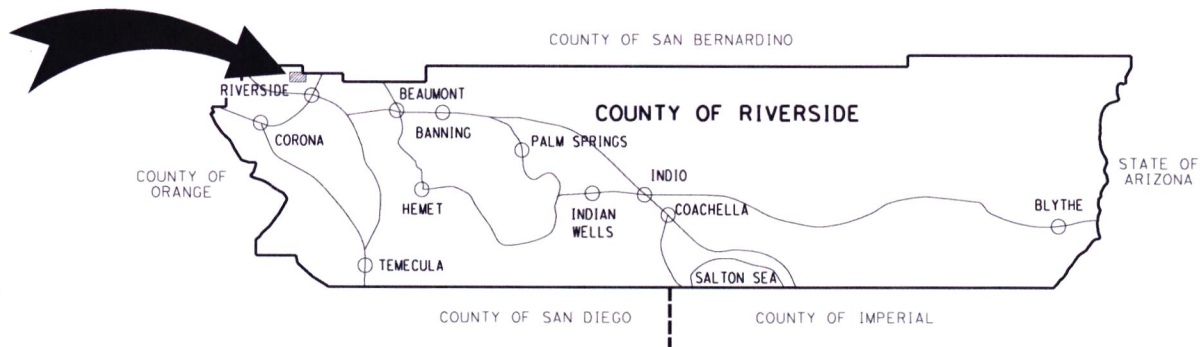 COUNTY OF SAN BERNARDINO
RIVERSIDE
BEAUMONT
COUNTY OF RIVERSIDE
CORONA
BANNING
PALM SPRINGS
COUNTY OF
ORANGE
STATE OF
ARIZONA
INDIO
HEMET
INDIAN
WELLS
COACHELLA
BLYTHE
TEMECULA
SALTON SEA
COUNTY OF SAN DIEGO
COUNTY OF IMPERIAL